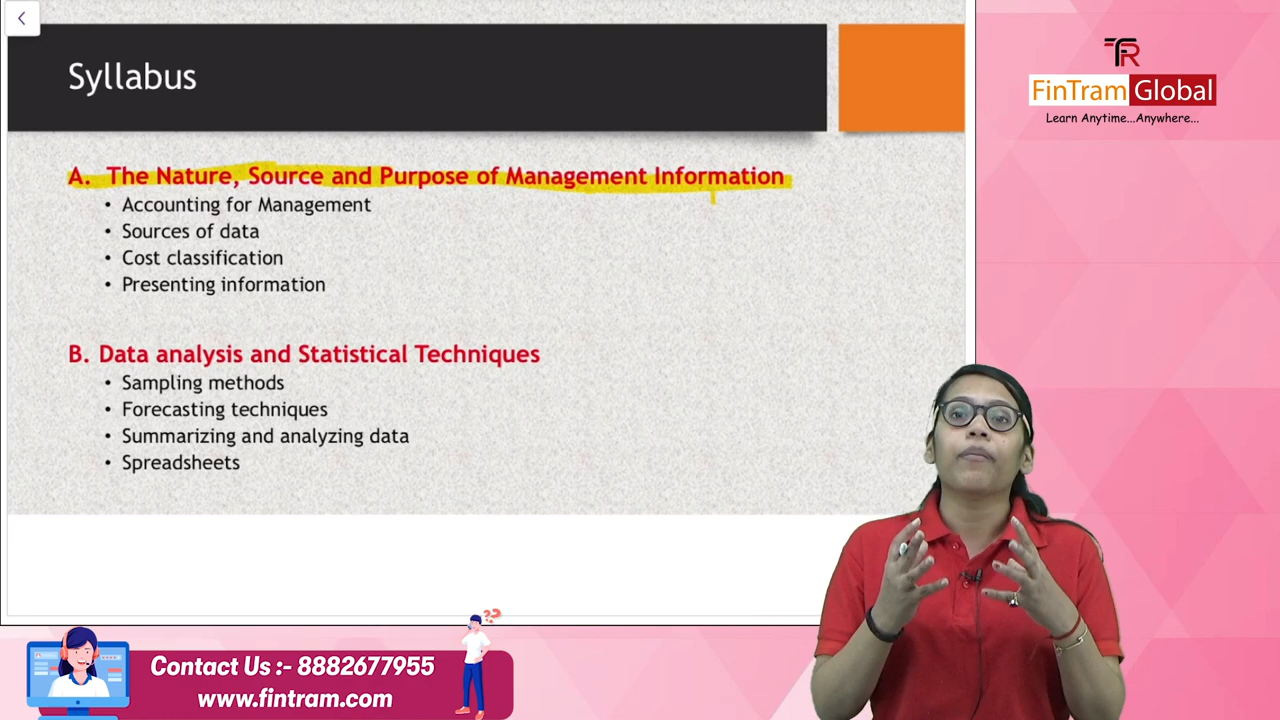 Syllabus
A. The Nature, Source and Purpose of Management Information
• Accounting for Management
• Sources of data
• Cost classification
• Presenting information
B. Data analysis and Statistical Techniques
• Sampling methods
• Forecasting techniques
• Summarizing and analyzing data
• Spreadsheets
FR
FinTram Global
Learn Anytime...Anywhere...
??
Contact Us :- 8882677955
www.fintram.com